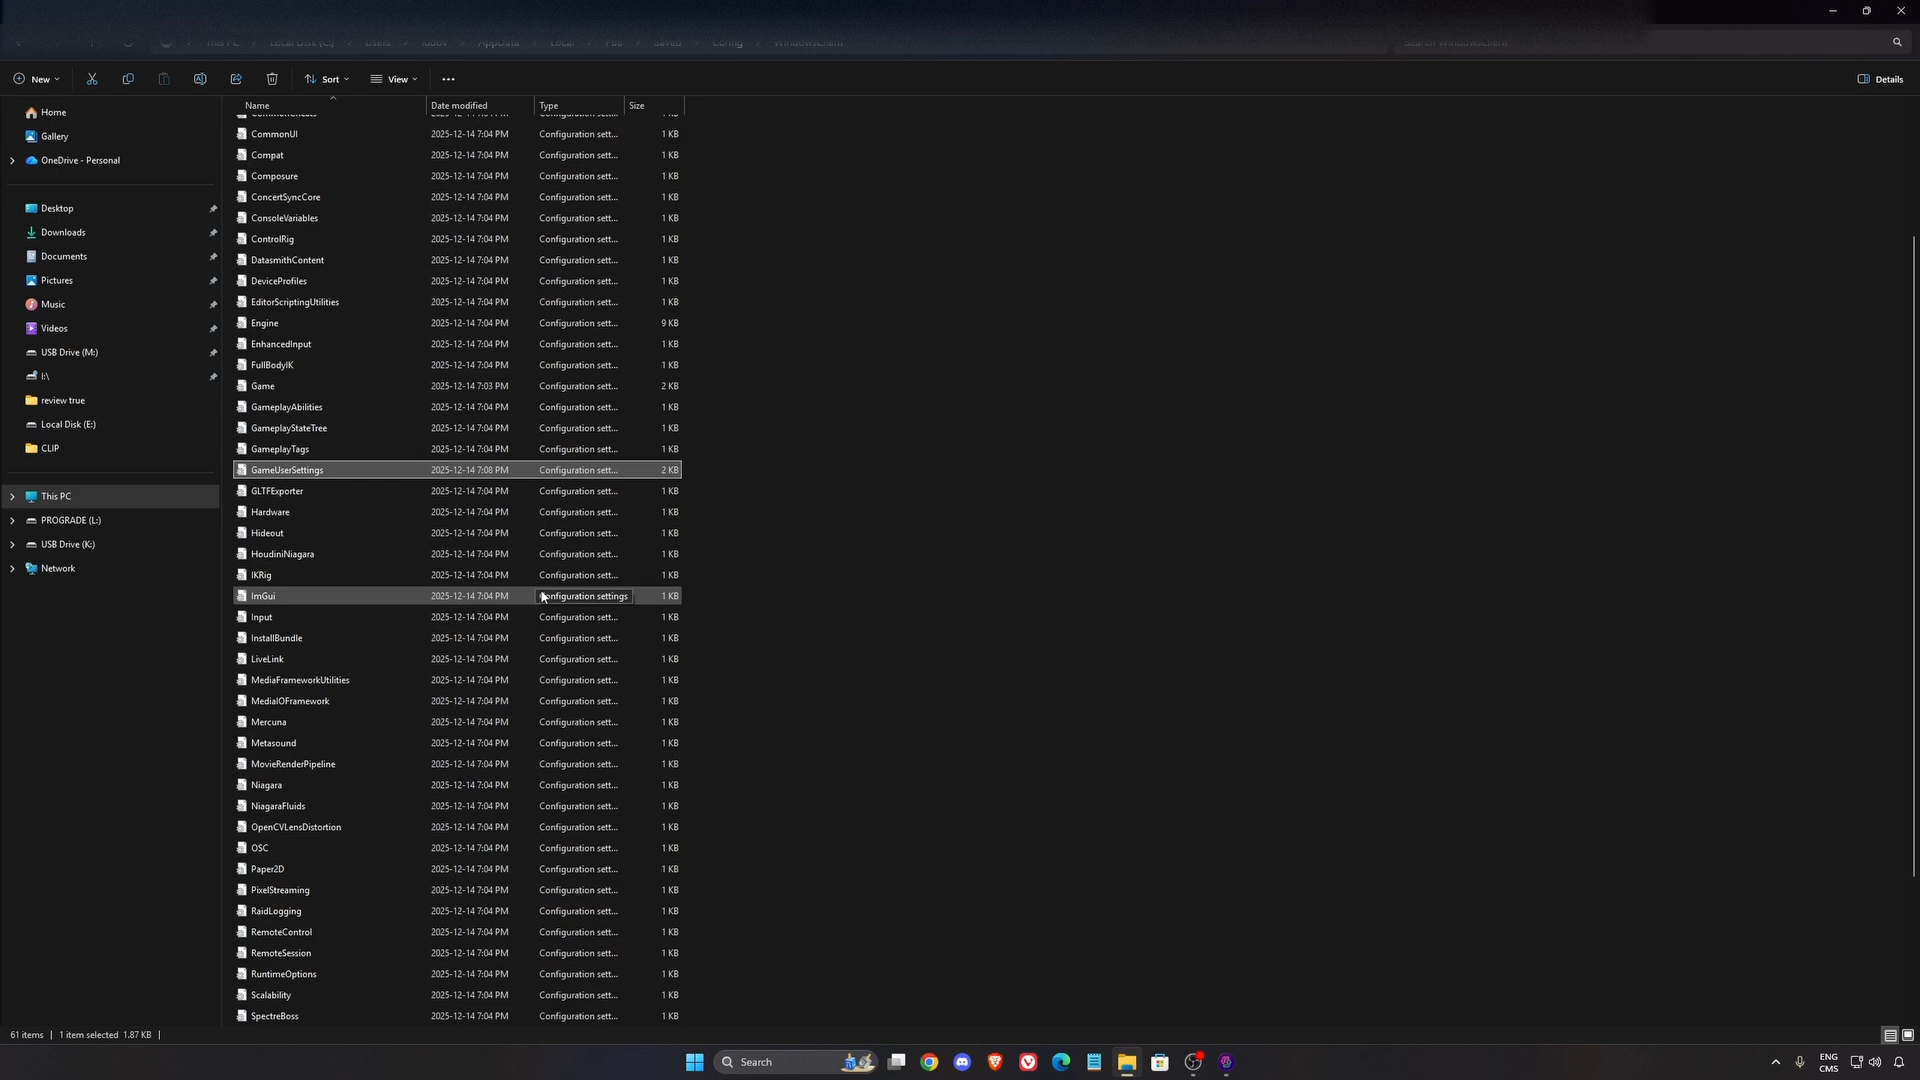 This PC Local Disk (C:) Users AppData Local Saved Config WindowsClient
Search WindowsClient
New Sort View Details
Name Date modified Type Size
Home
Gallery
OneDrive - Personal
Desktop
Downloads
Documents
Pictures
Music
Videos
USB Drive (M:)
I:\
review true
Local Disk (E:)
CLIP
This PC
PROGRADE (L:)
USB Drive (K:)
Network
CommonUI 2025-12-14 7:04 PM Configuration sett... 1 KB
Compat 2025-12-14 7:04 PM Configuration sett... 1 KB
Composure 2025-12-14 7:04 PM Configuration sett... 1 KB
ConcertSyncCore 2025-12-14 7:04 PM Configuration sett... 1 KB
ConsoleVariables 2025-12-14 7:04 PM Configuration sett... 1 KB
ControlRig 2025-12-14 7:04 PM Configuration sett... 1 KB
DatasmithContent 2025-12-14 7:04 PM Configuration sett... 1 KB
DeviceProfiles 2025-12-14 7:04 PM Configuration sett... 1 KB
EditorScriptingUtilities 2025-12-14 7:04 PM Configuration sett... 1 KB
Engine 2025-12-14 7:04 PM Configuration sett... 9 KB
EnhancedInput 2025-12-14 7:04 PM Configuration sett... 1 KB
FullBodyIK 2025-12-14 7:04 PM Configuration sett... 1 KB
Game 2025-12-14 7:03 PM Configuration sett... 2 KB
GameplayAbilities 2025-12-14 7:04 PM Configuration sett... 1 KB
GameplayStateTree 2025-12-14 7:04 PM Configuration sett... 1 KB
GameplayTags 2025-12-14 7:04 PM Configuration sett... 1 KB
GameUserSettings 2025-12-14 7:08 PM Configuration sett... 2 KB
GLTFExporter 2025-12-14 7:04 PM Configuration sett... 1 KB
Hardware 2025-12-14 7:04 PM Configuration sett... 1 KB
Hideout 2025-12-14 7:04 PM Configuration sett... 1 KB
HoudiniNiagara 2025-12-14 7:04 PM Configuration sett... 1 KB
IKRig 2025-12-14 7:04 PM Configuration sett... 1 KB
ImGui 2025-12-14 7:04 PM Configuration settings 1 KB
Input 2025-12-14 7:04 PM Configuration sett... 1 KB
InstallBundle 2025-12-14 7:04 PM Configuration sett... 1 KB
LiveLink 2025-12-14 7:04 PM Configuration sett... 1 KB
MediaFrameworkUtilities 2025-12-14 7:04 PM Configuration sett... 1 KB
MediaIOFramework 2025-12-14 7:04 PM Configuration sett... 1 KB
Mercuna 2025-12-14 7:04 PM Configuration sett... 1 KB
Metasound 2025-12-14 7:04 PM Configuration sett... 1 KB
MovieRenderPipeline 2025-12-14 7:04 PM Configuration sett... 1 KB
Niagara 2025-12-14 7:04 PM Configuration sett... 1 KB
NiagaraFluids 2025-12-14 7:04 PM Configuration sett... 1 KB
OpenCVLensDistortion 2025-12-14 7:04 PM Configuration sett... 1 KB
OSC 2025-12-14 7:04 PM Configuration sett... 1 KB
Paper2D 2025-12-14 7:04 PM Configuration sett... 1 KB
PixelStreaming 2025-12-14 7:04 PM Configuration sett... 1 KB
RaidLogging 2025-12-14 7:04 PM Configuration sett... 1 KB
RemoteControl 2025-12-14 7:04 PM Configuration sett... 1 KB
RemoteSession 2025-12-14 7:04 PM Configuration sett... 1 KB
RuntimeOptions 2025-12-14 7:04 PM Configuration sett... 1 KB
Scalability 2025-12-14 7:04 PM Configuration sett... 1 KB
SpectreBoss 2025-12-14 7:04 PM Configuration sett... 1 KB
61 items 1 item selected 1.87 KB
Search
ENG
CMS